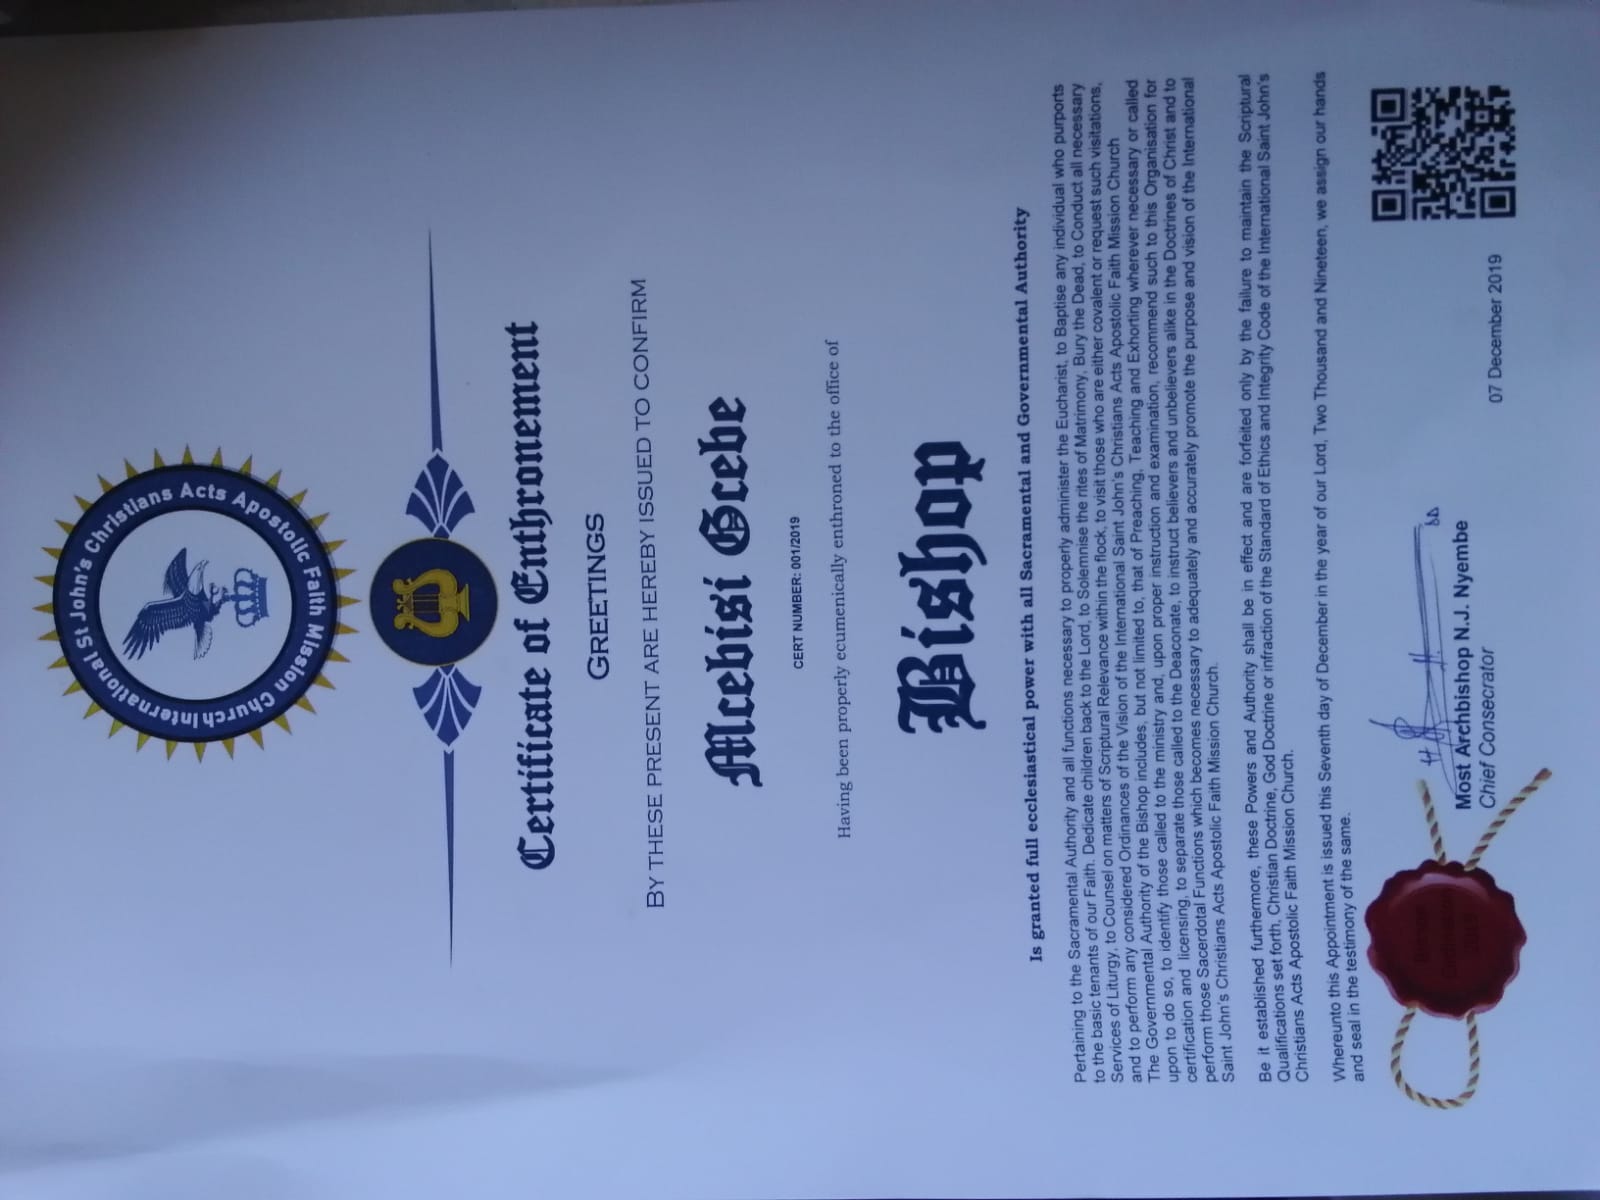 International St John's Christians Acts Apostolic Faith Mission Church
Certificate of Enthronement
GREETINGS
BY THESE PRESENT ARE HEREBY ISSUED TO CONFIRM
Mcebisi Gcebe
CERT NUMBER: 001/2019
Having been properly ecumenically enthroned to the office of
Bishop
Is granted full ecclesiastical power with all Sacramental and Governmental Authority
Pertaining to the Sacramental Authority and all functions necessary to properly administer the Eucharist, to Baptise any individual who purports
to the basic tenants of our Faith. Dedicate children back to the Lord, to Solemnise the rites of Matrimony, Bury the Dead, to Conduct all necessary
Services of Liturgy, to Counsel on matters of Scriptural Relevance within the flock, to visit those who are either covalent or request such visitations,
and to perform any considered Ordinances of the Vision of the International Saint John's Christians Acts Apostolic Faith Mission Church
The Governmental Authority of the Bishop includes, but not limited to, that of Preaching, Teaching and Exhorting wherever necessary or called
upon to do so, to identify those called to the ministry and, upon proper instruction and examination, recommend such to this Organisation for
certification and licensing, to separate those called to the Deaconate, to instruct believers and unbelievers alike in the Doctrines of Christ and to
perform those Sacerdotal Functions which becomes necessary to adequately and accurately promote the purpose and vision of the International
Saint John's Christians Acts Apostolic Faith Mission Church.
Be it established furthermore, these Powers and Authority shall be in effect and are forfeited only by the failure to maintain the Scriptural
Qualifications set forth, Christian Doctrine, God Doctrine or infraction of the Standard of Ethics and Integrity Code of the International Saint John's
Christians Acts Apostolic Faith Mission Church.
Whereunto this Appointment is issued this Seventh day of December in the year of our Lord, Two Thousand and Nineteen, we assign our hands
and seal in the testimony of the same.
Most Archbishop N.J. Nyembe
Chief Consecrator
07 December 2019